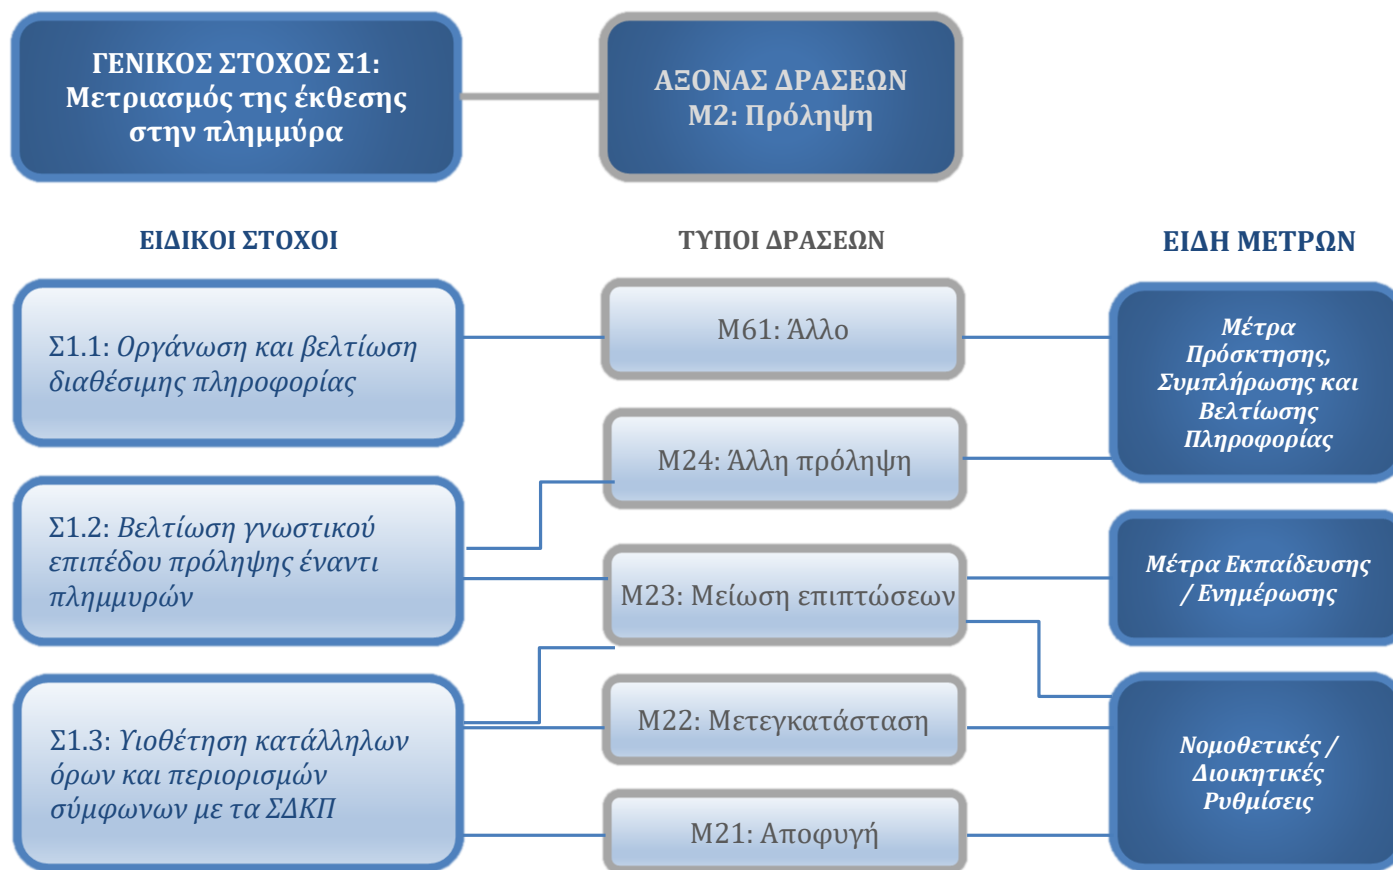 ΓΕΝΙΚΟΣ ΣΤΟΧΟΣ Σ1:
Μετριασμός της έκθεσης
στην πλημμύρα
ΑΞΟΝΑΣ ΔΡΑΣΕΩΝ
Μ2: Πρόληψη
ΕΙΔΙΚΟΙ ΣΤΟΧΟΙ
ΤΥΠΟΙ ΔΡΑΣΕΩΝ
ΕΙΔΗ ΜΕΤΡΩΝ
Σ1.1: Οργάνωση και βελτίωση
διαθέσιμης πληροφορίας
Σ1.2: Βελτίωση γνωστικού
επιπέδου πρόληψης έναντι
πλημμυρών
Σ1.3: Υιοθέτηση κατάλληλων
όρων και περιορισμών
σύμφωνων με τα ΣΔΚΠ
Μ61: Άλλο
Μ24: Άλλη πρόληψη
Μ23: Μείωση επιπτώσεων
Μ22: Μετεγκατάσταση
Μ21: Αποφυγή
Μέτρα
Πρόσκτησης,
Συμπλήρωσης και
Βελτίωσης
Πληροφορίας
Μέτρα Εκπαίδευσης
/ Ενημέρωσης
Νομοθετικές /
Διοικητικές
Ρυθμίσεις